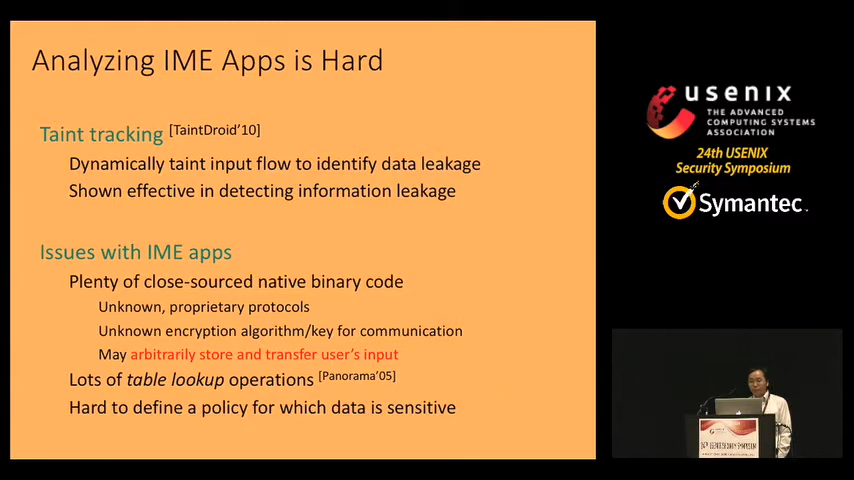 Analyzing IME Apps is Hard
Taint tracking [TaintDroid'10]
Dynamically taint input flow to identify data leakage
Shown effective in detecting information leakage
Issues with IME apps
Plenty of close-sourced native binary code
Unknown, proprietary protocols
Unknown encryption algorithm/key for communication
May arbitrarily store and transfer user's input
Lots of table lookup operations [Panorama'05]
Hard to define a policy for which data is sensitive
usenix
THE ADVANCED
COMPUTING SYSTEMS
ASSOCIATION
24th USENIX
Security Symposium
Symantec.